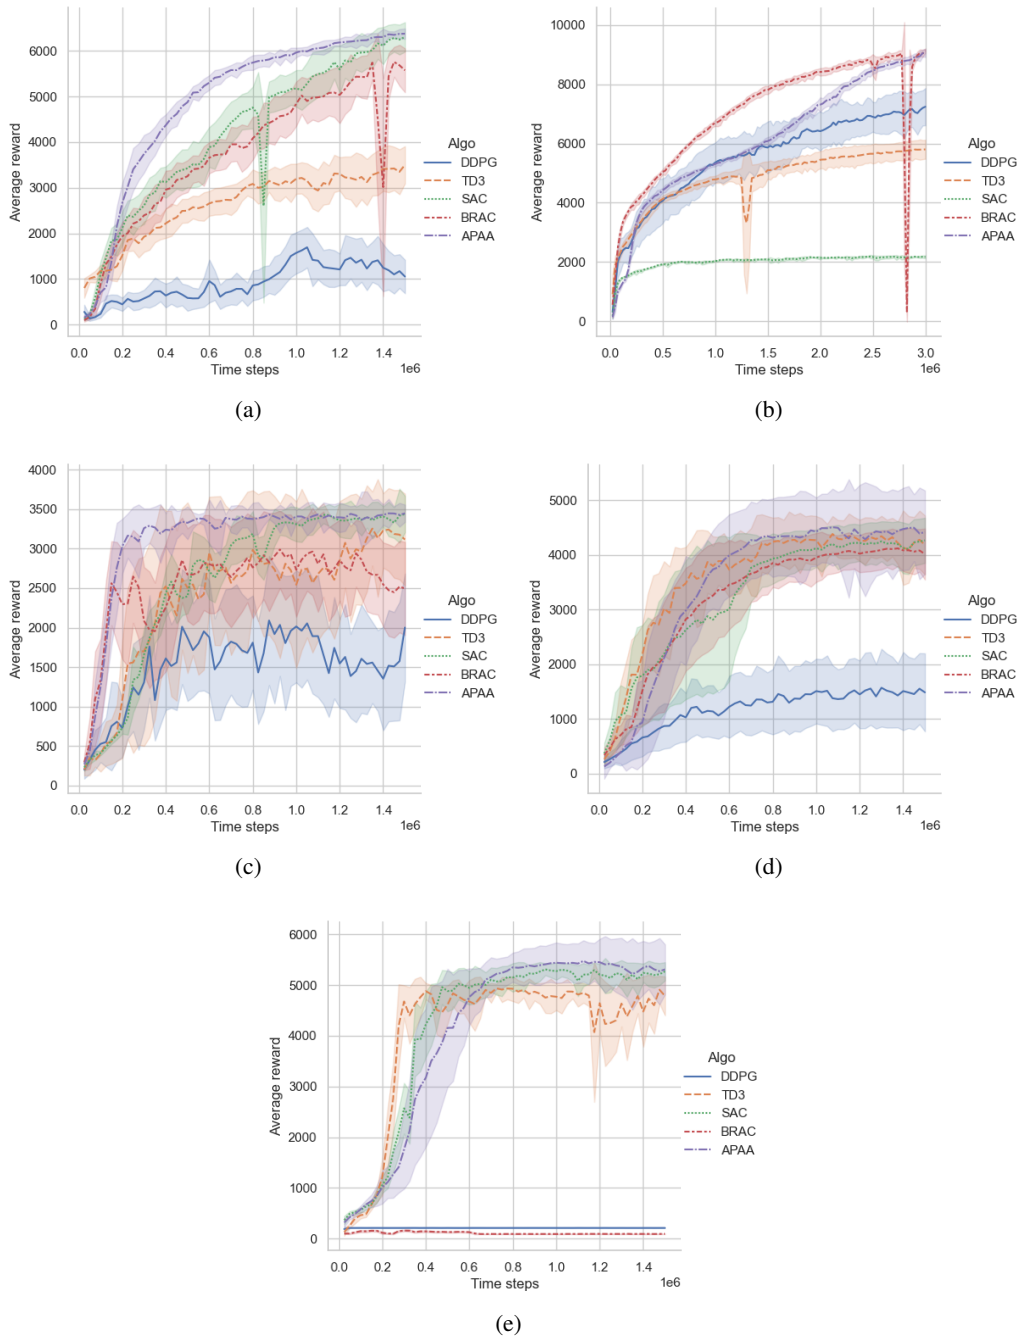 6000
5000
4000
3000
2000
1000
0
Average reward
0.0 0.2 0.4 0.6 0.8 1.0 1.2 1.4
1e6
Time steps
Algo
DDPG
TD3
SAC
BRAC
APAA
(a)
10000
8000
6000
4000
2000
0
Average reward
0.0 0.5 1.0 1.5 2.0 2.5 3.0
1e6
Time steps
Algo
DDPG
TD3
SAC
BRAC
APAA
(b)
4000
3500
3000
2500
2000
1500
1000
500
0
Average reward
0.0 0.2 0.4 0.6 0.8 1.0 1.2 1.4
1e6
Time steps
Algo
DDPG
TD3
SAC
BRAC
APAA
(c)
5000
4000
3000
2000
1000
0
Average reward
0.0 0.2 0.4 0.6 0.8 1.0 1.2 1.4
1e6
Time steps
Algo
DDPG
TD3
SAC
BRAC
APAA
(d)
6000
5000
4000
3000
2000
1000
0
Average reward
0.0 0.2 0.4 0.6 0.8 1.0 1.2 1.4
1e6
Time steps
Algo
DDPG
TD3
SAC
BRAC
APAA
(e)